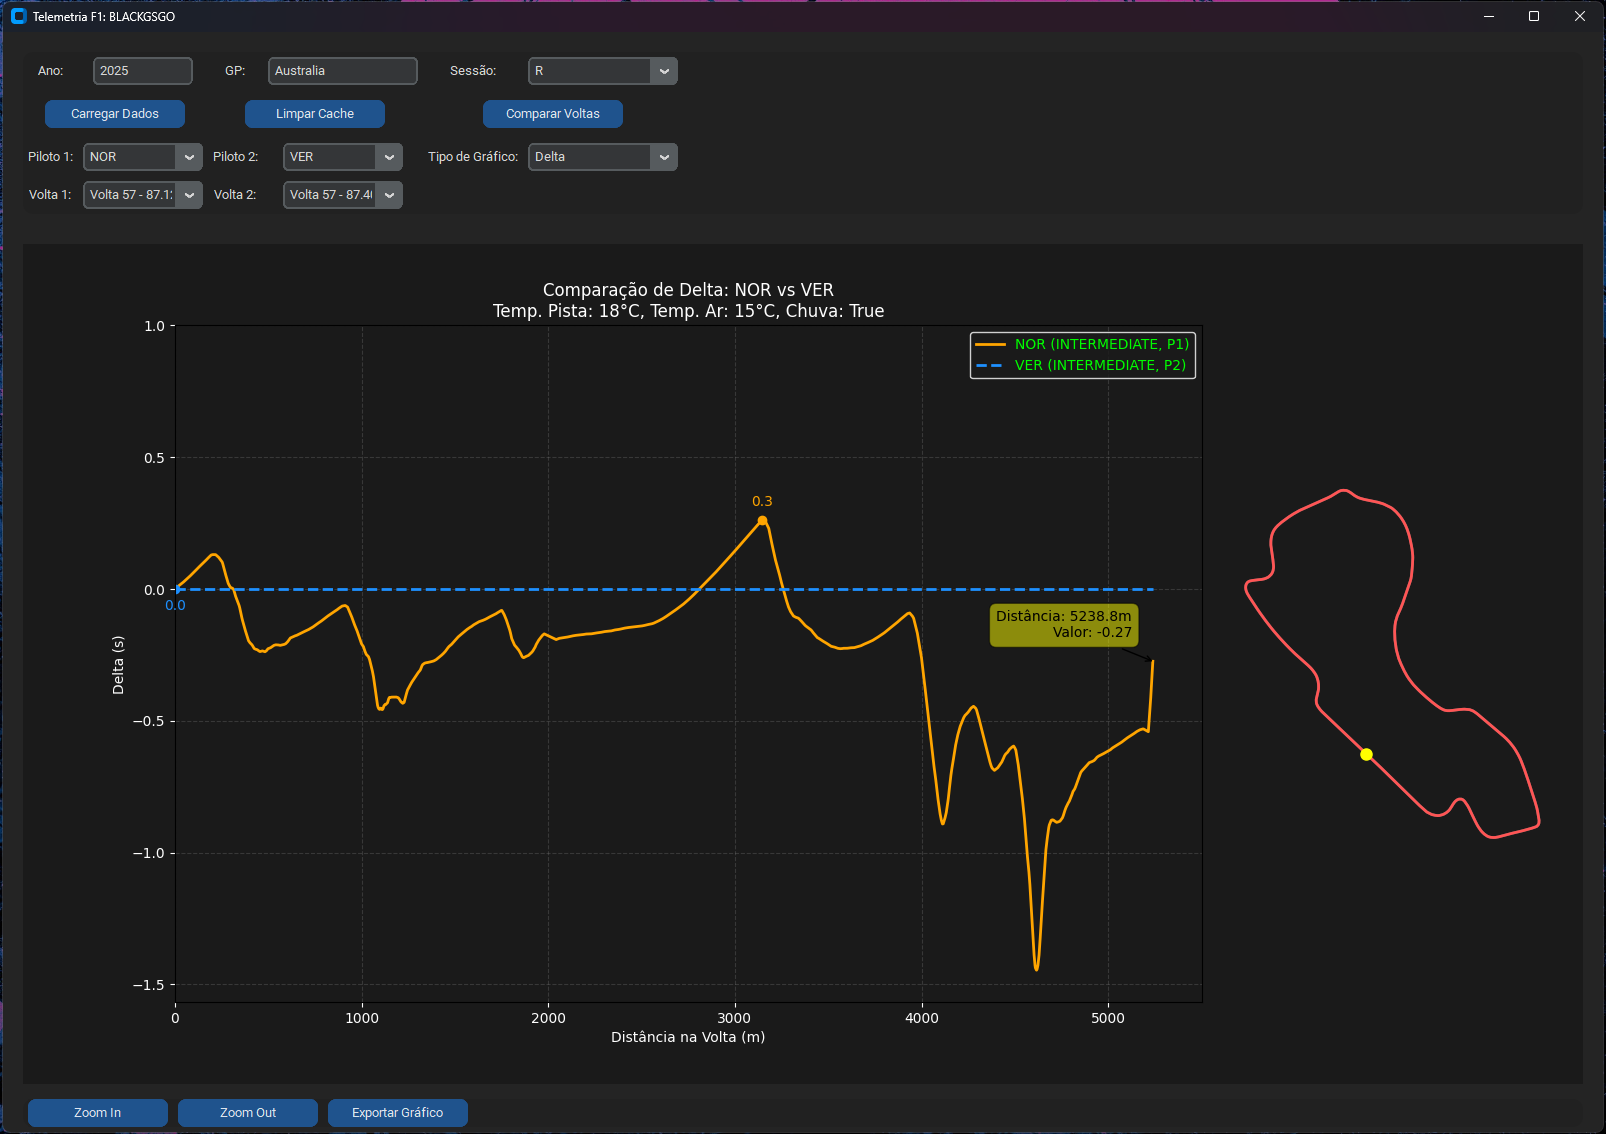 Telemetria F1: BLACKGSGO
Ano: 2025 GP: Australia Sessão: R
Carregar Dados Limpar Cache Comparar Voltas
Piloto 1: NOR Piloto 2: VER Tipo de Gráfico: Delta
Volta 1: Volta 57 - 87.1 Volta 2: Volta 57 - 87.4
Comparação de Delta: NOR vs VER
Temp. Pista: 18°C, Temp. Ar: 15°C, Chuva: True
NOR (INTERMEDIATE, P1)
VER (INTERMEDIATE, P2)
1.0
0.5
0.3
0.0
0.0
Distância: 5238.8m
Valor: -0.27
Delta (s)
−0.5
−1.0
−1.5
0 1000 2000 3000 4000 5000
Distância na Volta (m)
Zoom In Zoom Out Exportar Gráfico